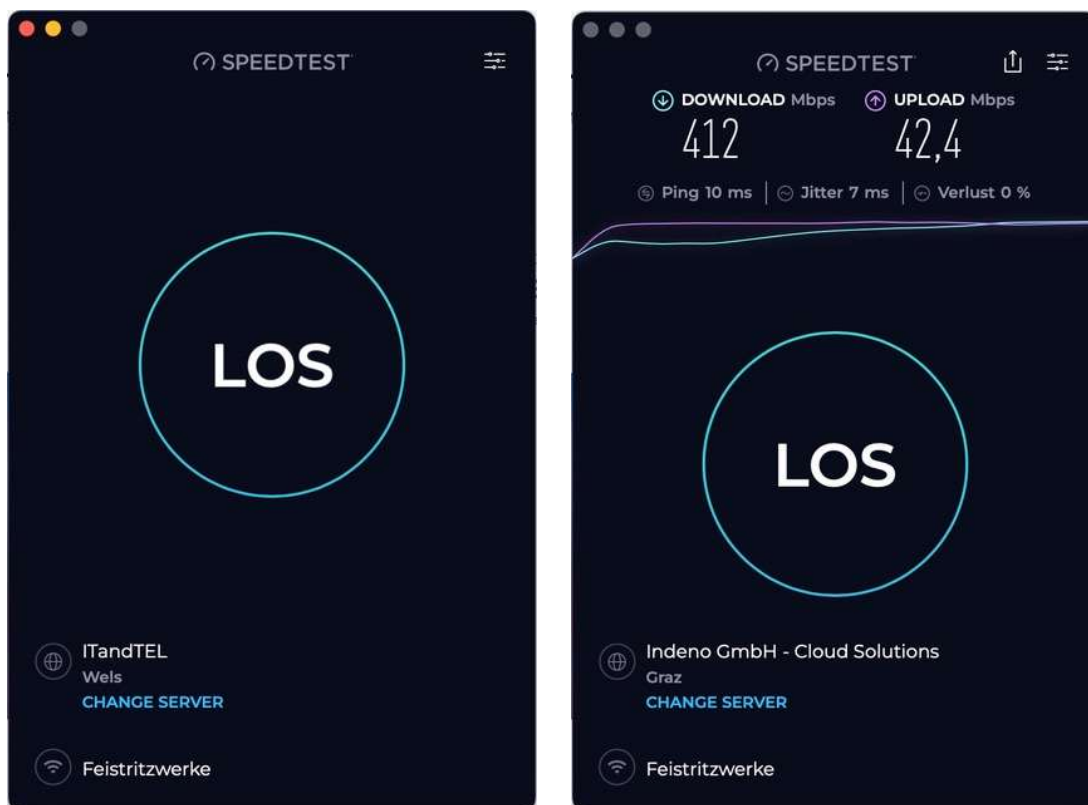 SPEEDTEST
LOS
ITandTEL
Wels
CHANGE SERVER
Feistritzwerke
SPEEDTEST
DOWNLOAD Mbps UPLOAD Mbps
412 42,4
Ping 10 ms Jitter 7 ms Verlust 0 %
LOS
Indeno GmbH - Cloud Solutions
Graz
CHANGE SERVER
Feistritzwerke